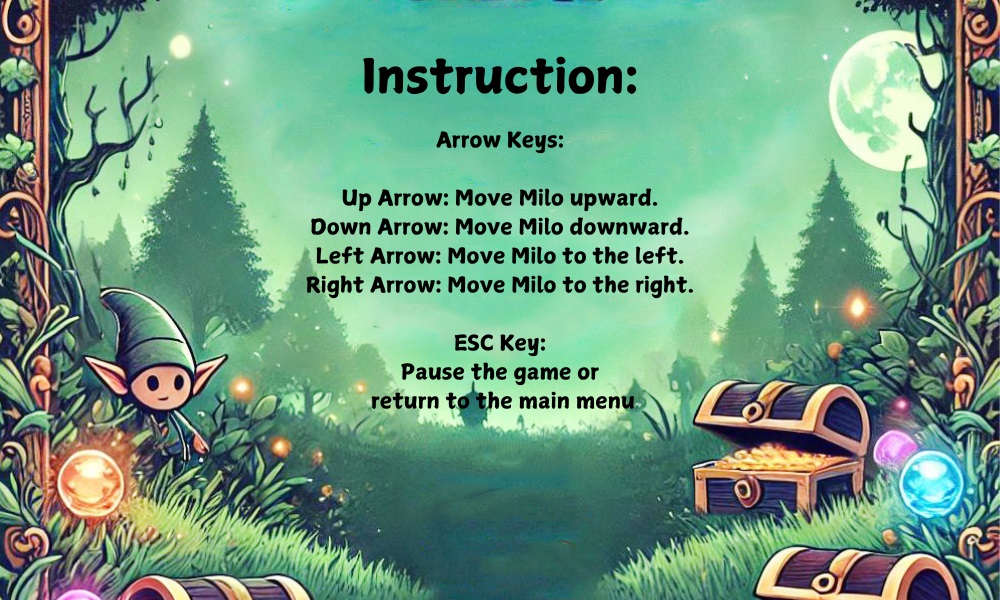 Instruction:
Arrow Keys:
Up Arrow: Move Milo upward.
Down Arrow: Move Milo downward.
Left Arrow: Move Milo to the left.
Right Arrow: Move Milo to the right.
ESC Key:
Pause the game or
return to the main menu